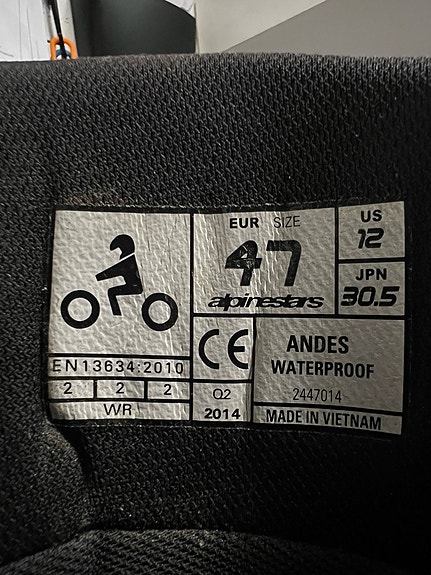 EUR SIZE
47
alpinestars
US
12
JPN
30.5
EN13634:2010
2 2 2
WR
CE
Q2
2014
ANDES
WATERPROOF
2447014
MADE IN VIETNAM